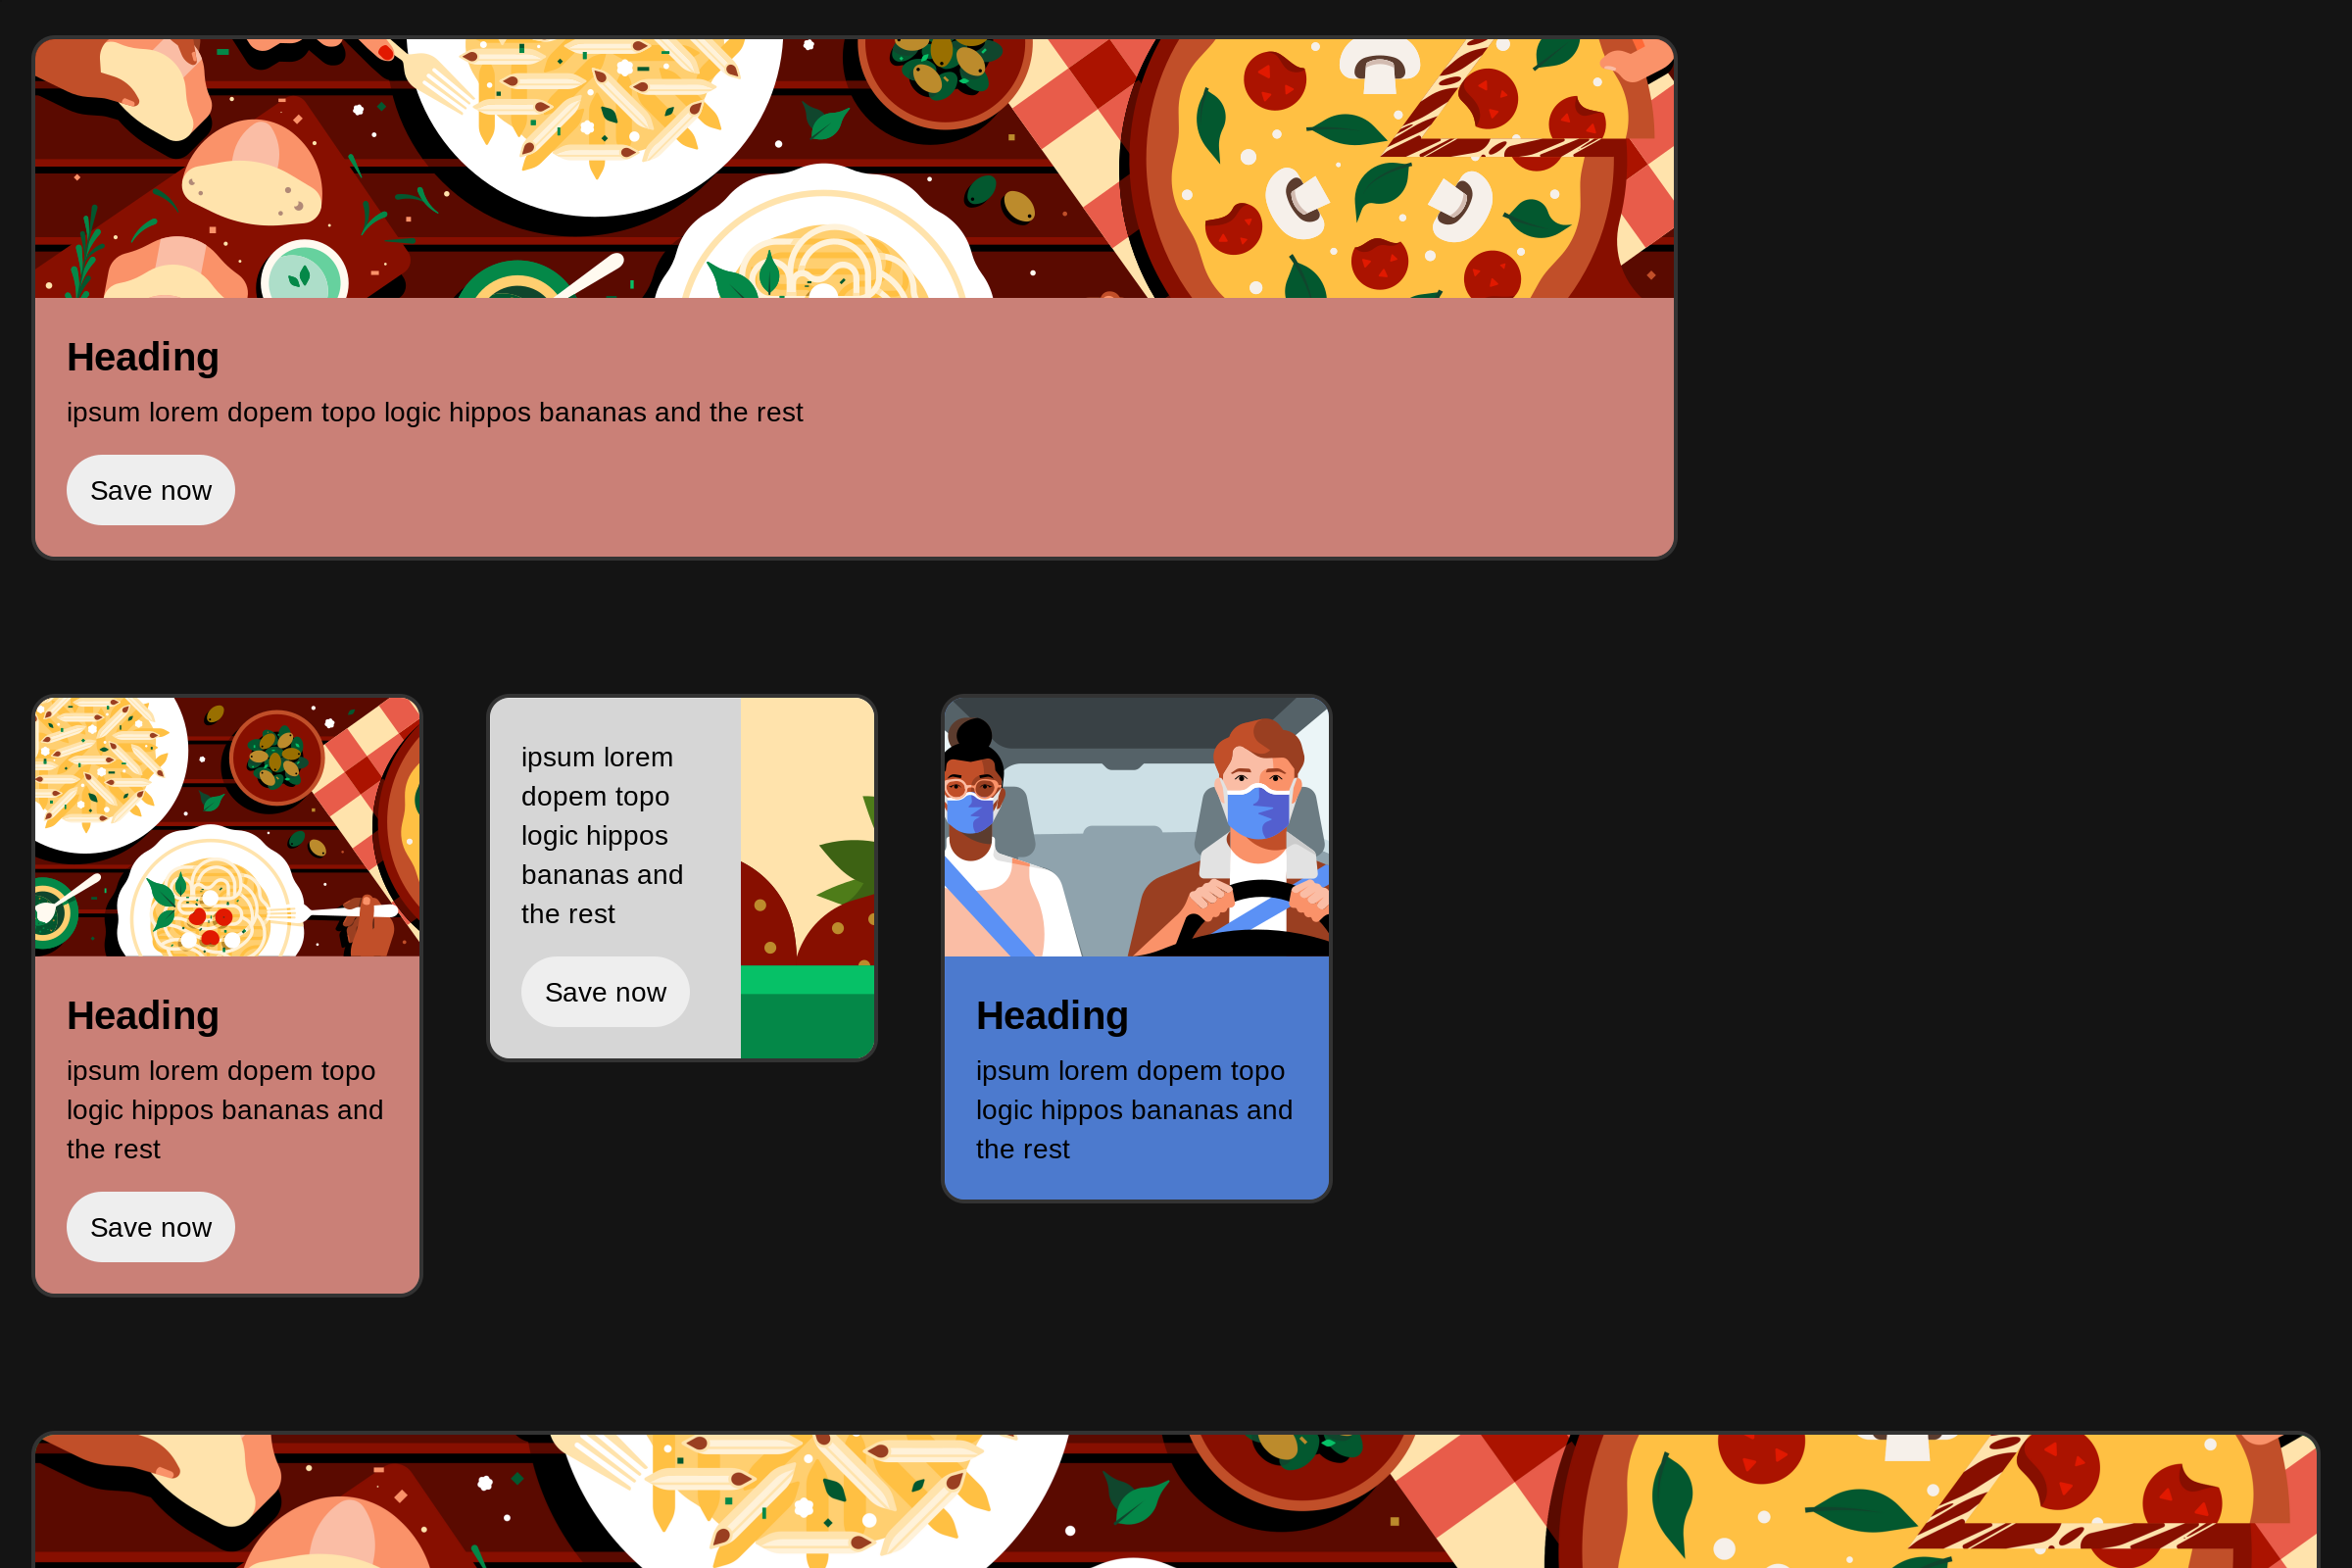 Heading
ipsum lorem dopem topo logic hippos bananas and the rest
Save now
Heading
ipsum lorem dopem topo
logic hippos bananas and
the rest
Save now
ipsum lorem
dopem topo
logic hippos
bananas and
the rest
Save now
Heading
ipsum lorem dopem topo
logic hippos bananas and
the rest